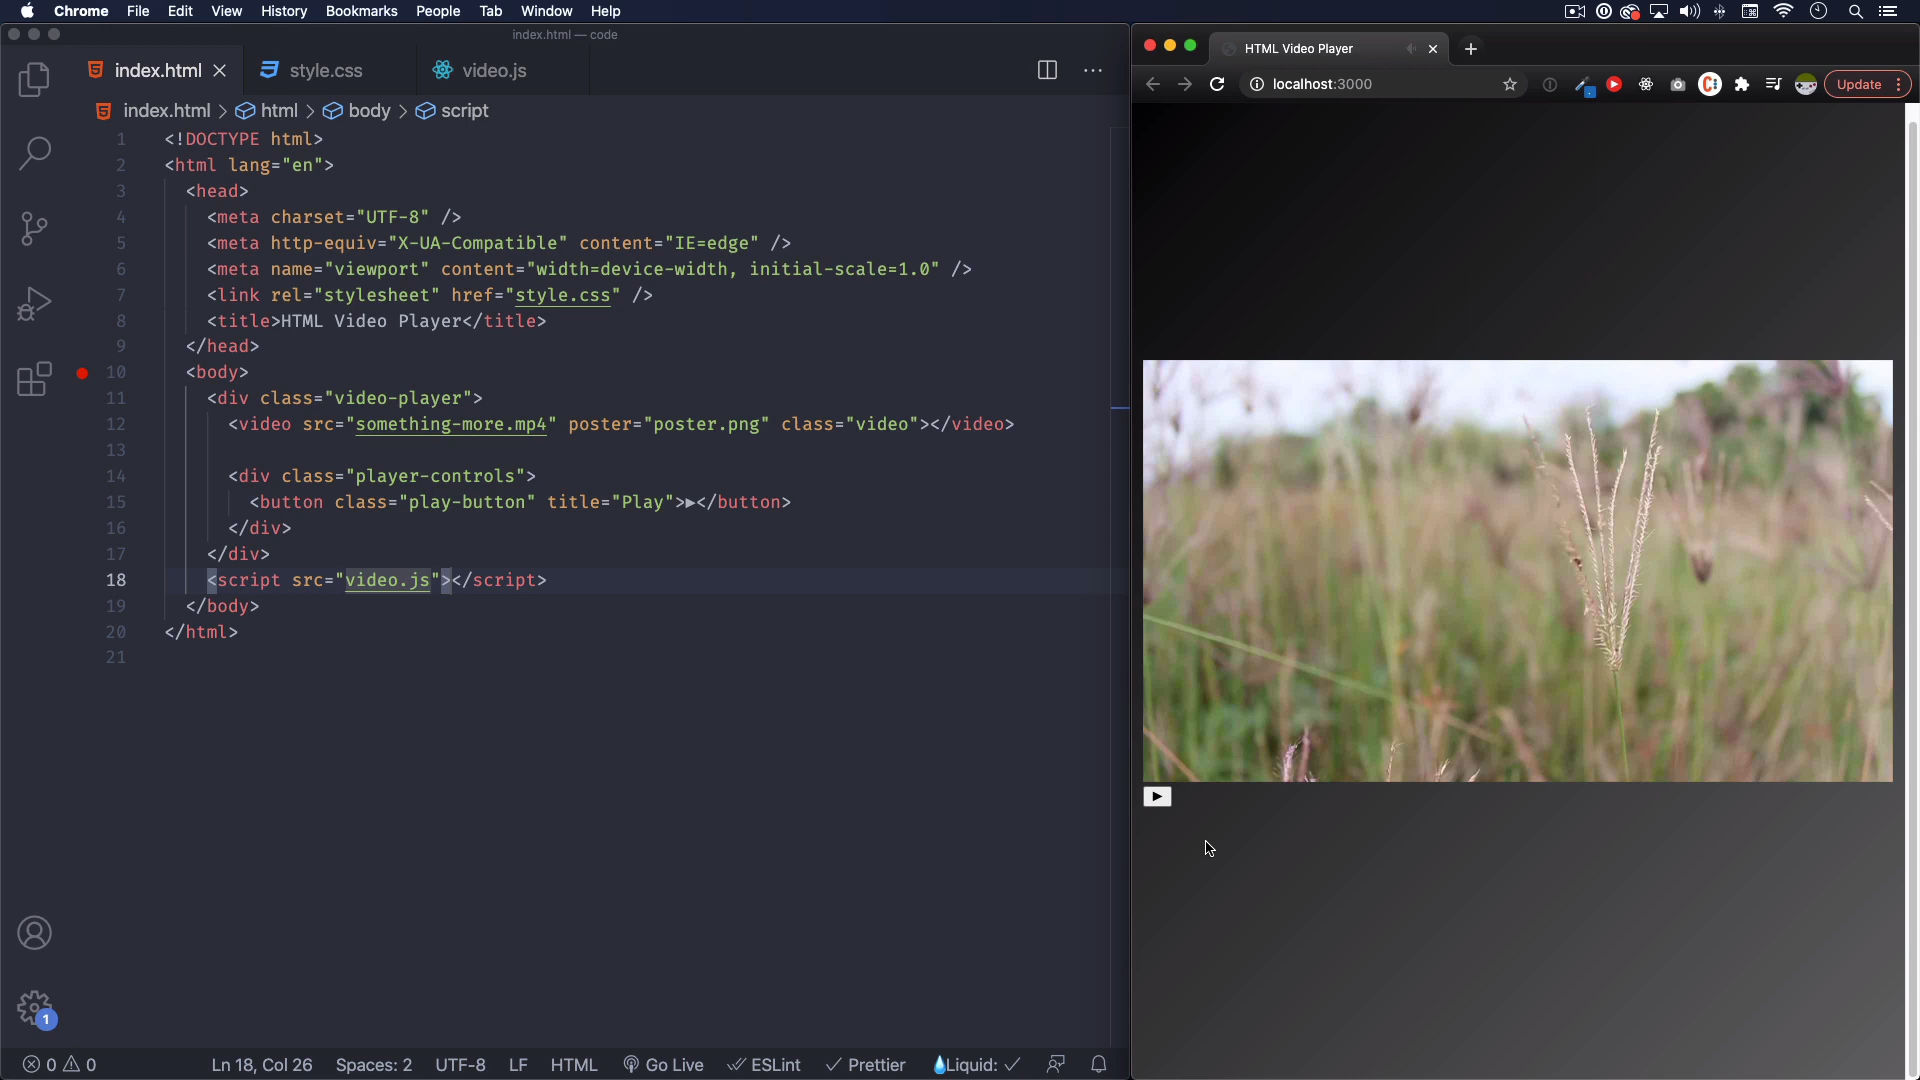 Chrome File Edit View History Bookmarks People Tab Window Help
index.html — code
index.html
style.css
video.js
index.html > html > body > script
1 <!DOCTYPE html>
2 <html lang="en">
3 <head>
4 <meta charset="UTF-8" />
5 <meta http-equiv="X-UA-Compatible" content="IE=edge" />
6 <meta name="viewport" content="width=device-width, initial-scale=1.0" />
7 <link rel="stylesheet" href="style.css" />
8 <title>HTML Video Player</title>
9 </head>
10 <body>
11 <div class="video-player">
12 <video src="something-more.mp4" poster="poster.png" class="video"></video>
13
14 <div class="player-controls">
15 <button class="play-button" title="Play">►</button>
16 </div>
17 </div>
18 <script src="video.js"></script>
19 </body>
20 </html>
21
1
0 0 Ln 18, Col 26 Spaces: 2 UTF-8 LF HTML Go Live ESLint Prettier Liquid: ✓
HTML Video Player
localhost:3000
Update